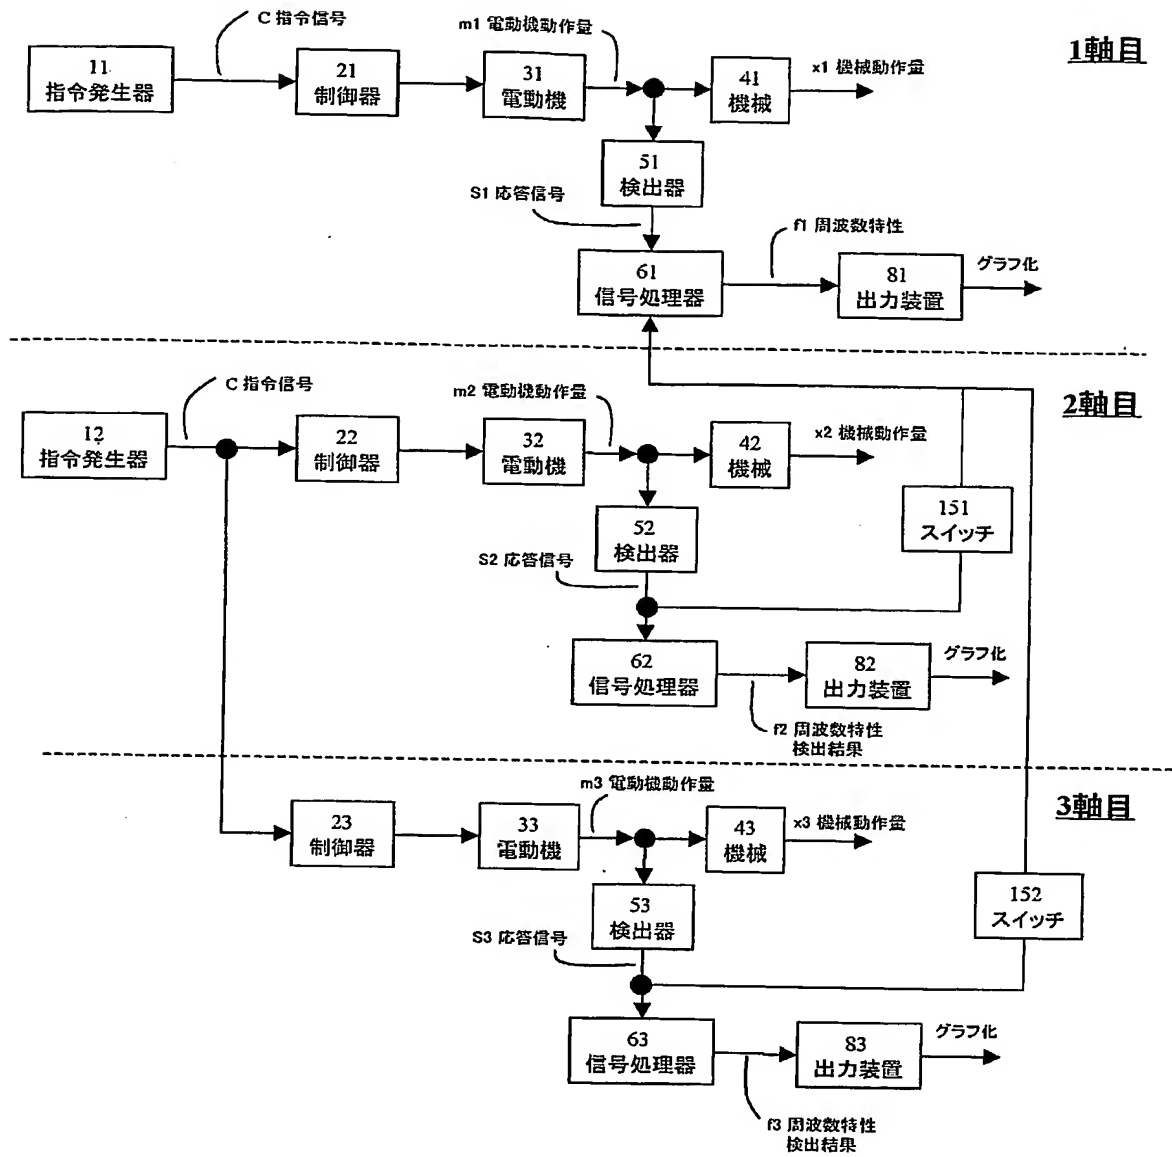 C 指令信号
m1 電動機動作量
1軸目
11
指令発生器
21
制御器
31
電動機
41
機械
x1 機械動作量
51
検出器
S1 応答信号
f1 周波数特性
61
信号処理器
81
出力装置
グラフ化
C 指令信号
m2 電動機動作量
2軸目
12
指令発生器
22
制御器
32
電動機
42
機械
x2 機械動作量
151
スイッチ
52
検出器
S2 応答信号
62
信号処理器
82
出力装置
グラフ化
f2 周波数特性
検出結果
m3 電動機動作量
3軸目
23
制御器
33
電動機
43
機械
x3 機械動作量
152
スイッチ
53
検出器
S3 応答信号
63
信号処理器
83
出力装置
グラフ化
f3 周波数特性
検出結果